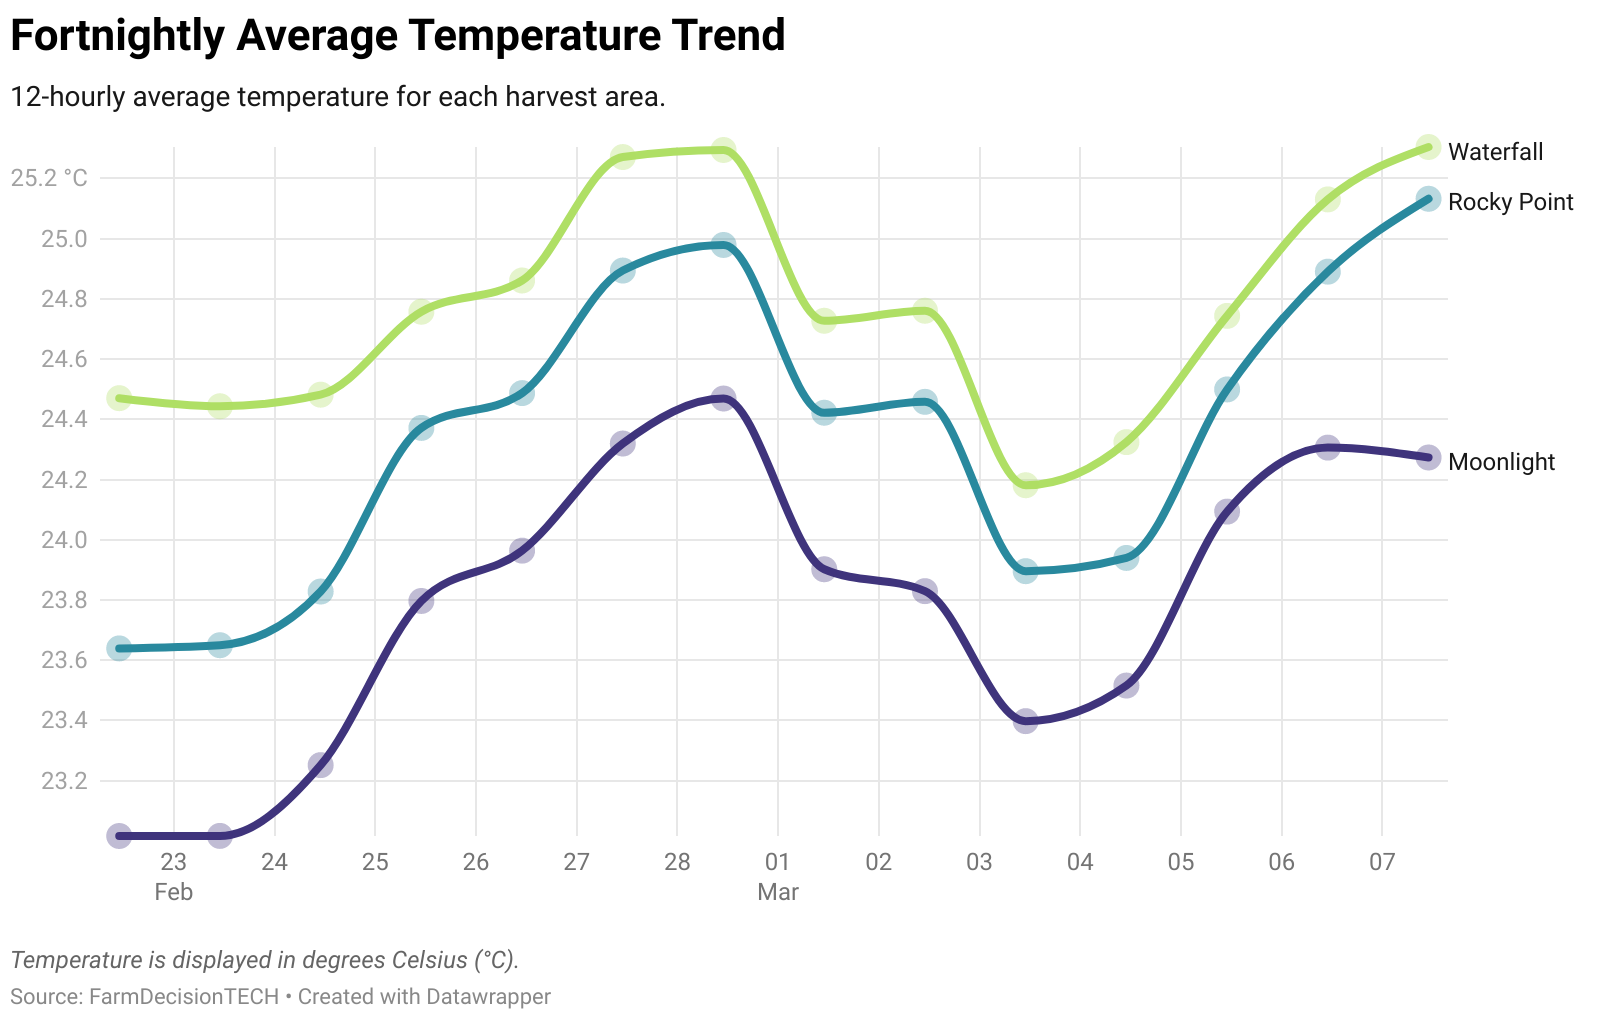 Fortnightly Average Temperature Trend
12-hourly average temperature for each harvest area.
Waterfall
25.2 °C
Rocky Point
25.0
24.8
24.6
24.4
Moonlight
24.2
24.0
23.8
23.6
23.4
23.2
23 24 25 26 27 28 01 02 03 04 05 06 07
Feb Mar
Temperature is displayed in degrees Celsius (°C).
Source: FarmDecisionTECH • Created with Datawrapper